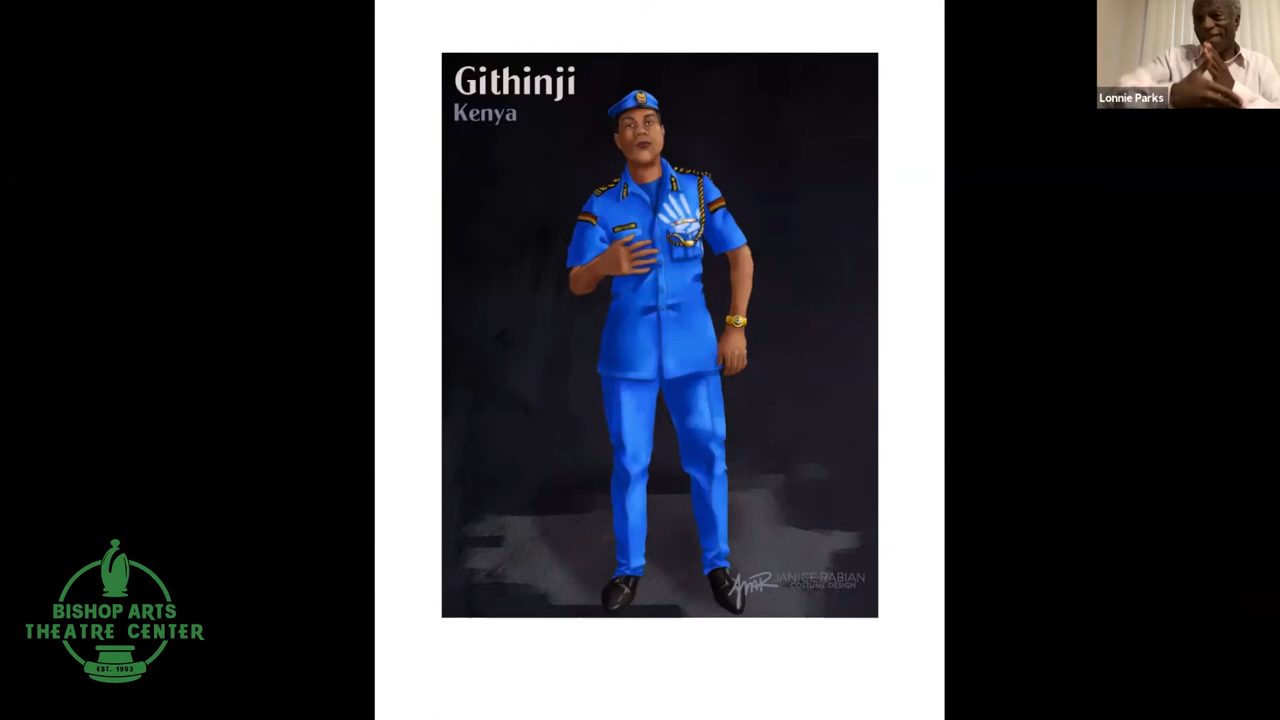 Githinji
Kenya
Lonnie Parks
JANICE RABIAN
COSTUME DESIGN
BISHOP ARTS
THEATRE CENTER
EST. 1993